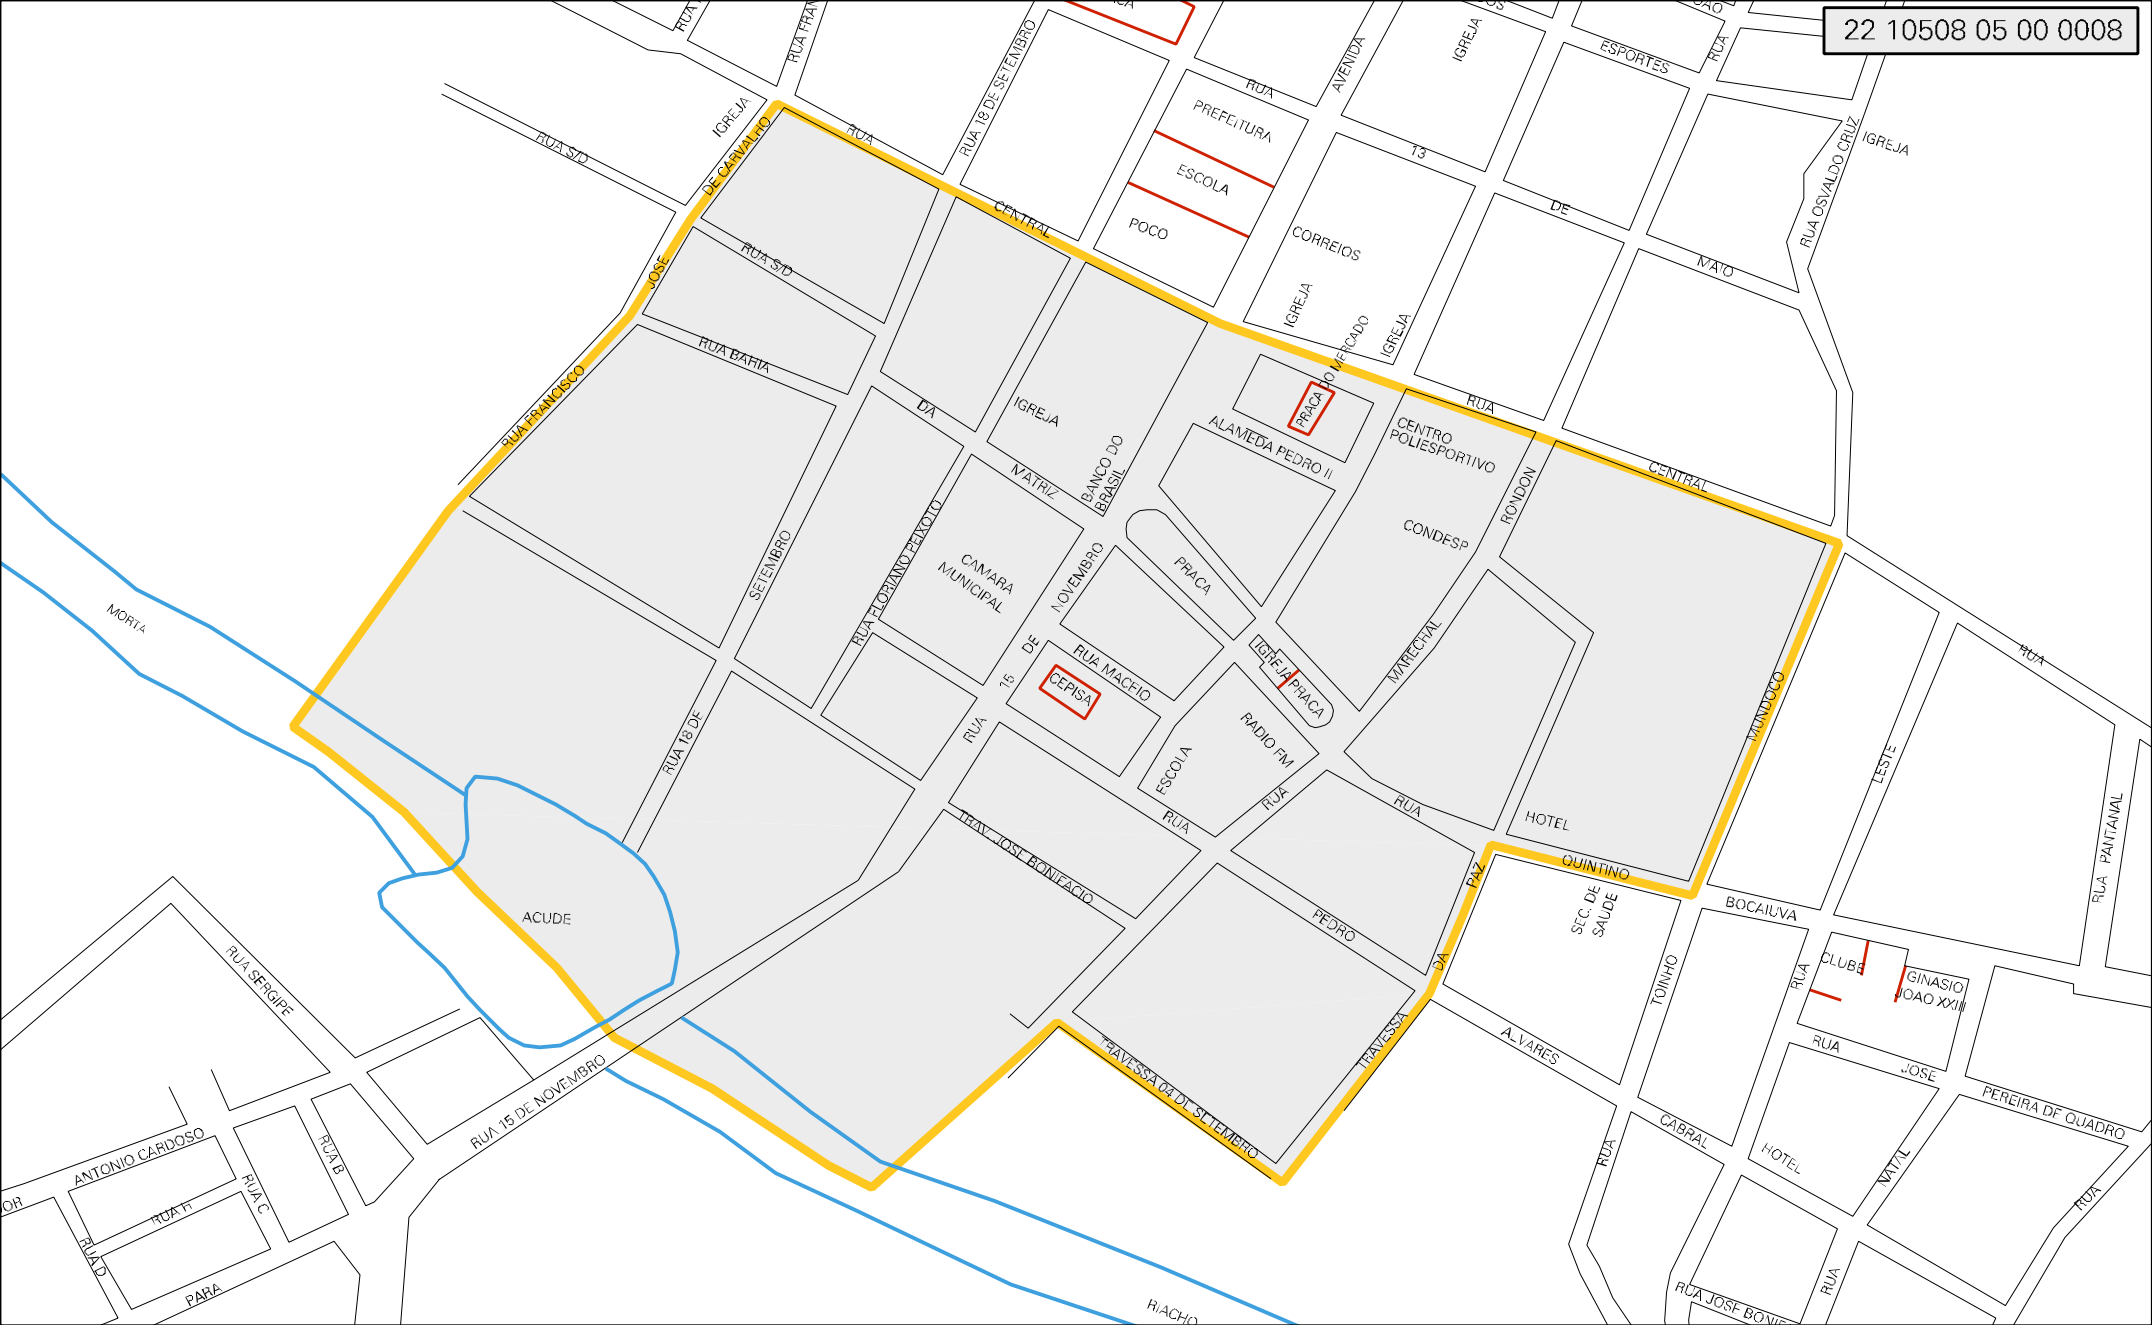 22 10508 05 00 0008
RUA
IGREJA
ESPORTES
RUA
AVENIDA
RUA
RUA 18 DE SETEMBRO
PREFEITURA
ESCOLA
POCO
13
DE
MAIO
IGREJA
RUA OSVALDO CRUZ
IGREJA
DE CARVALHO
RUA
CENTRAL
RUA S/D
CORREIOS
IGREJA
IGREJA
RUA S/D
JOSE
RUA BAHIA
RUA FRANCISCO
DA
MATRIZ
IGREJA
BANCO DO
BRASIL
PRACA DO MERCADO
ALAMEDA PEDRO II
CENTRO
POLIESPORTIVO
RUA
CENTRAL
RONDON
CONDESP
SETEMBRO
RUA FLORIANO PEIXOTO
CAMARA
MUNICIPAL
NOVEMBRO
DE
15
RUA
PRACA
IGREJA
PRACA
MARECHAL
RUA MACEIO
CEPISA
MORTA
RUA 18 DE
ESCOLA
RADIO FM
RUA
RUA
RUA
HOTEL
MUNDOCO
LESTE
RUA
RUA PANTANAL
TRAV. JOSE BONIFACIO
PEDRO
PAZ
DA
TRAVESSA
QUINTINO
BOCAIUVA
SEC. DE
SAUDE
ACUDE
RUA SERGIPE
TOINHO
RUA
CLUBE
GINASIO
JOAO XXIII
ALVARES
CABRAL
RUA
JOSE
PEREIRA DE QUADRO
TRAVESSA 04 DE SETEMBRO
RUA 15 DE NOVEMBRO
ANTONIO CARDOSO
RUA B
RUA C
RUA H
RUA D
PARA
RUA
HOTEL
NATAL
RUA
RUA
RUA JOSE BONIF
RIACHO